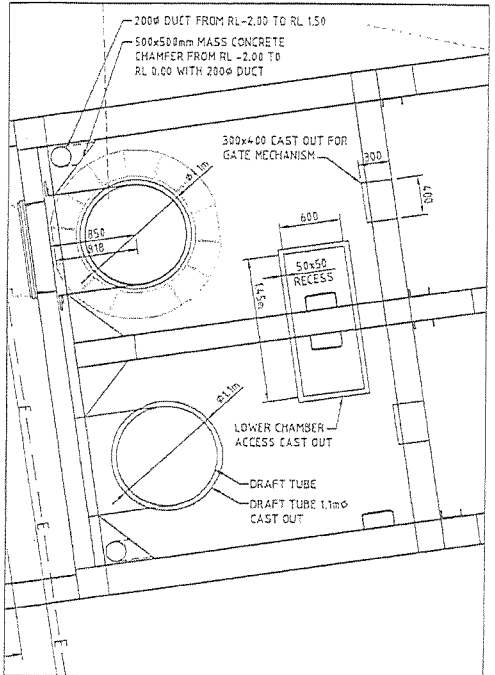 200ø DUCT FROM RL-2.00 TO RL 1.50
500x500mm MASS CONCRETE
CHAMFER FROM RL -2.00 TO
RL 0.00 WITH 200ø DUCT
300x400 CAST OUT FOR
GATE MECHANISM
300
400
ø1.1m
600
850
918
50x50
RECESS
1.45m
ø1.1m
LOWER CHAMBER
ACCESS CAST OUT
DRAFT TUBE
DRAFT TUBE 1.1mø
CAST OUT
E
E
E
E